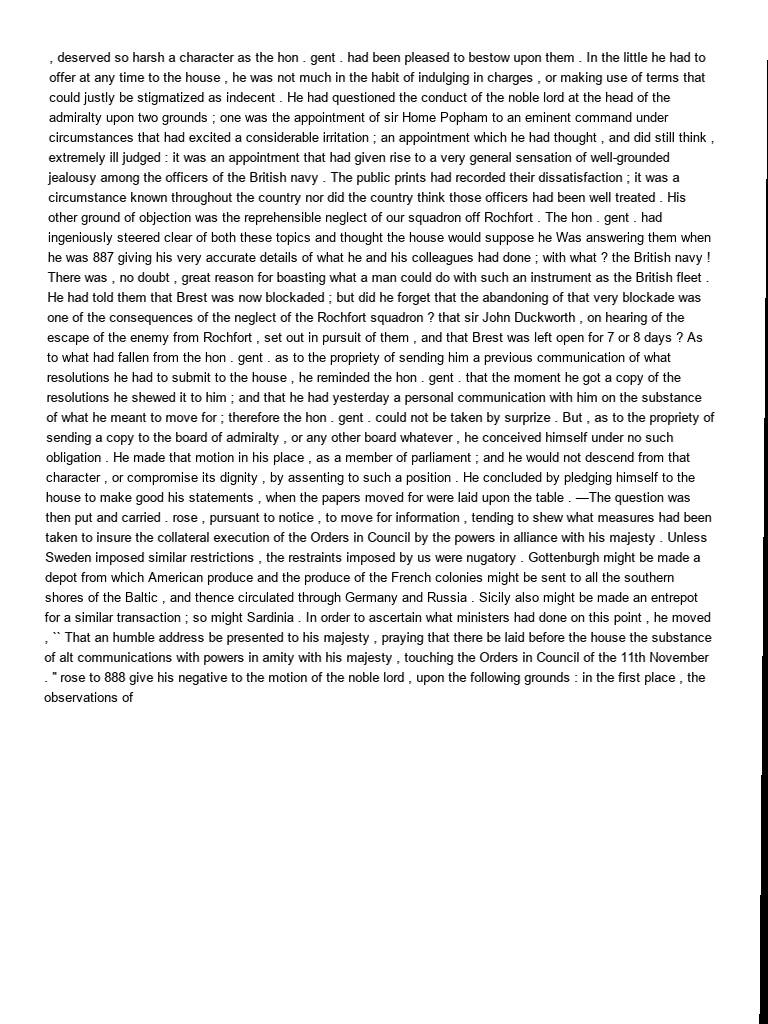 , deserved so harsh a character as the hon . gent . had been pleased to bestow upon them . In the little he had to
offer at any time to the house , he was not much in the habit of indulging in charges , or making use of terms that
could justly be stigmatized as indecent . He had questioned the conduct of the noble lord at the head of the
admiralty upon two grounds ; one was the appointment of sir Home Popham to an eminent command under
circumstances that had excited a considerable irritation ; an appointment which he had thought , and did still think ,
extremely ill judged : it was an appointment that had given rise to a very general sensation of well-grounded
jealousy among the officers of the British navy . The public prints had recorded their dissatisfaction ; it was a
circumstance known throughout the country nor did the country think those officers had been well treated . His
other ground of objection was the reprehensible neglect of our squadron off Rochfort . The hon . gent . had
ingeniously steered clear of both these topics and thought the house would suppose he Was answering them when
he was 887 giving his very accurate details of what he and his colleagues had done ; with what ? the British navy !
There was , no doubt , great reason for boasting what a man could do with such an instrument as the British fleet .
He had told them that Brest was now blockaded ; but did he forget that the abandoning of that very blockade was
one of the consequences of the neglect of the Rochfort squadron ? that sir John Duckworth , on hearing of the
escape of the enemy from Rochfort , set out in pursuit of them , and that Brest was left open for 7 or 8 days ? As
to what had fallen from the hon . gent . as to the propriety of sending him a previous communication of what
resolutions he had to submit to the house , he reminded the hon . gent . that the moment he got a copy of the
resolutions he shewed it to him ; and that he had yesterday a personal communication with him on the substance
of what he meant to move for ; therefore the hon . gent . could not be taken by surprize . But , as to the propriety of
sending a copy to the board of admiralty , or any other board whatever , he conceived himself under no such
obligation . He made that motion in his place , as a member of parliament ; and he would not descend from that
character , or compromise its dignity , by assenting to such a position . He concluded by pledging himself to the
house to make good his statements , when the papers moved for were laid upon the table . —The question was
then put and carried . rose , pursuant to notice , to move for information , tending to shew what measures had been
taken to insure the collateral execution of the Orders in Council by the powers in alliance with his majesty . Unless
Sweden imposed similar restrictions , the restraints imposed by us were nugatory . Gottenburgh might be made a
depot from which American produce and the produce of the French colonies might be sent to all the southern
shores of the Baltic , and thence circulated through Germany and Russia . Sicily also might be made an entrepot
for a similar transaction ; so might Sardinia . In order to ascertain what ministers had done on this point , he moved
, `` That an humble address be presented to his majesty , praying that there be laid before the house the substance
of alt communications with powers in amity with his majesty , touching the Orders in Council of the 11th November
. '' rose to 888 give his negative to the motion of the noble lord , upon the following grounds : in the first place , the
observations of